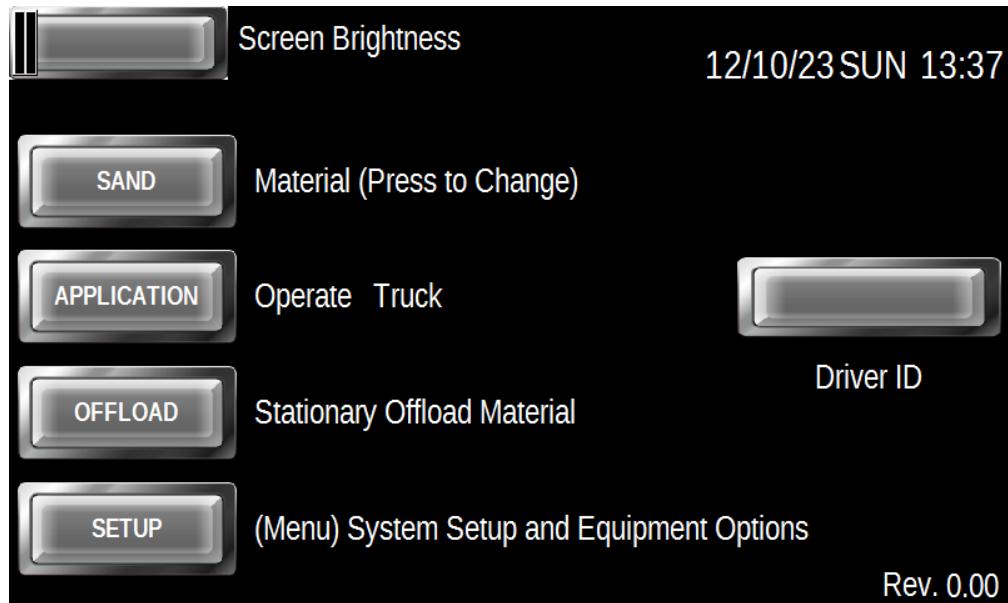 Screen Brightness
12/10/23 SUN 13:37
SAND Material (Press to Change)
APPLICATION Operate Truck
Driver ID
OFFLOAD Stationary Offload Material
SETUP (Menu) System Setup and Equipment Options
Rev. 0.00